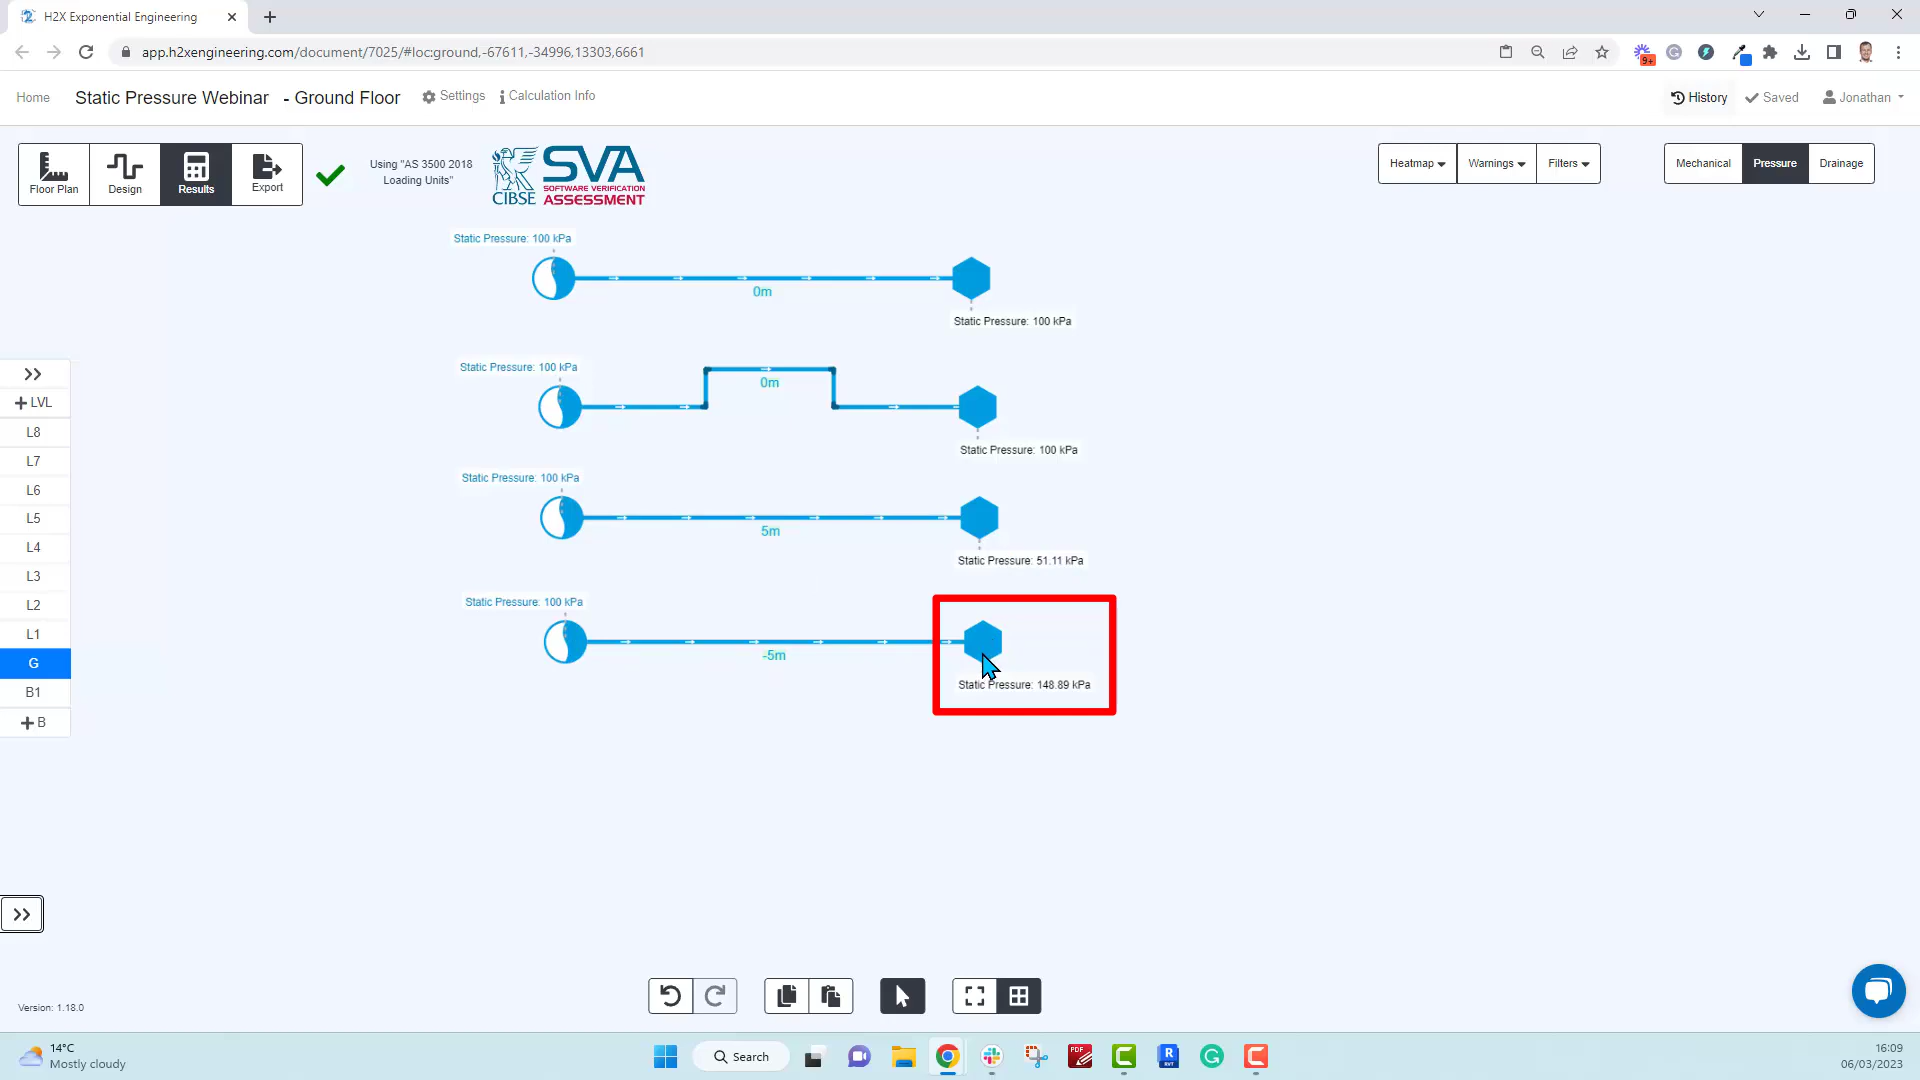 H2X Exponential Engineering
app.h2xengineering.com/document/7025/#loc:ground,-67611,-34996,13303,6661
9+
Home
Static Pressure Webinar - Ground Floor
Settings
Calculation Info
History
Saved
Jonathan
Floor Plan
Design
Results
Export
Using "AS 3500 2018
Loading Units"
CIBSE
SVA
SOFTWARE VERIFICATION
ASSESSMENT
Heatmap
Warnings
Filters
Mechanical
Pressure
Drainage
Static Pressure: 100 kPa
0m
Static Pressure: 100 kPa
Static Pressure: 100 kPa
0m
Static Pressure: 100 kPa
Static Pressure: 100 kPa
5m
Static Pressure: 51.11 kPa
Static Pressure: 100 kPa
-5m
Static Pressure: 148.89 kPa
LVL
L8
L7
L6
L5
L4
L3
L2
L1
G
B1
B
Version: 1.18.0
14°C
Mostly cloudy
Search
PDF
R
RVT
16:09
06/03/2023